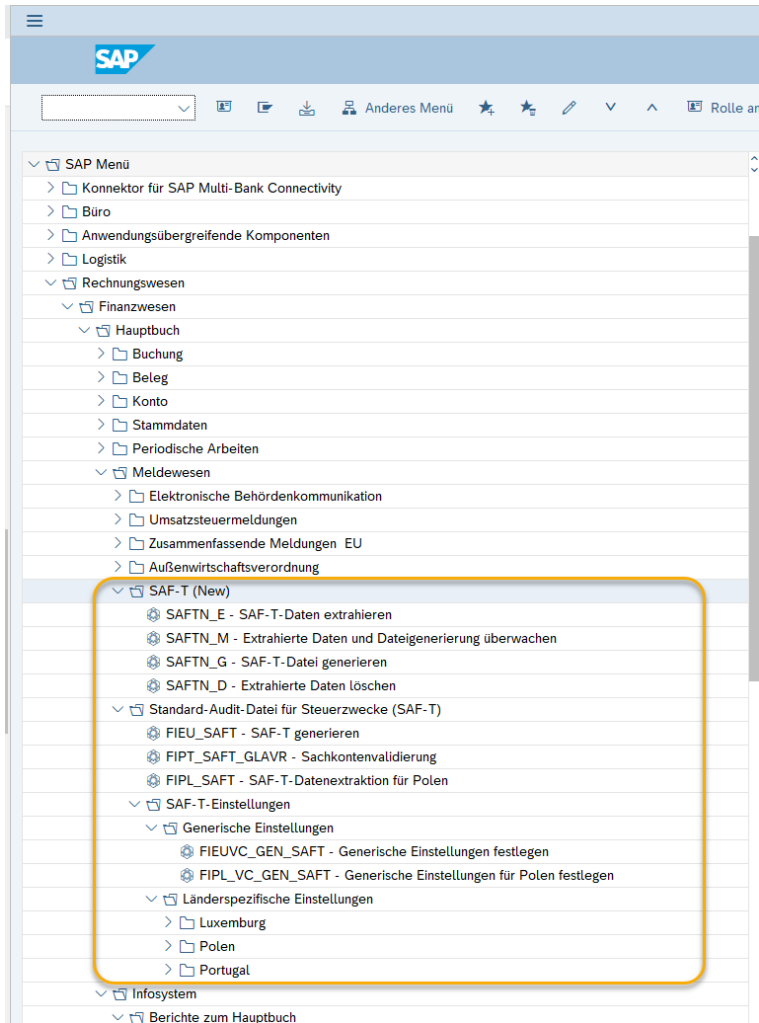 SAP
Anderes Menü
Rolle an
SAP Menü
Konnektor für SAP Multi-Bank Connectivity
Büro
Anwendungsübergreifende Komponenten
Logistik
Rechnungswesen
Finanzwesen
Hauptbuch
Buchung
Beleg
Konto
Stammdaten
Periodische Arbeiten
Meldewesen
Elektronische Behördenkommunikation
Umsatzsteuermeldungen
Zusammenfassende Meldungen EU
Außenwirtschaftsverordnung
SAF-T (New)
SAFTN_E - SAF-T-Daten extrahieren
SAFTN_M - Extrahierte Daten und Dateigenerierung überwachen
SAFTN_G - SAF-T-Datei generieren
SAFTN_D - Extrahierte Daten löschen
Standard-Audit-Datei für Steuerzwecke (SAF-T)
FIEU_SAFT - SAF-T generieren
FIPT_SAFT_GLAVR - Sachkontenvalidierung
FIPL_SAFT - SAF-T-Datenextraktion für Polen
SAF-T-Einstellungen
Generische Einstellungen
FIEUVC_GEN_SAFT - Generische Einstellungen festlegen
FIPL_VC_GEN_SAFT - Generische Einstellungen für Polen festlegen
Länderspezifische Einstellungen
Luxemburg
Polen
Portugal
Infosystem
Berichte zum Hauptbuch